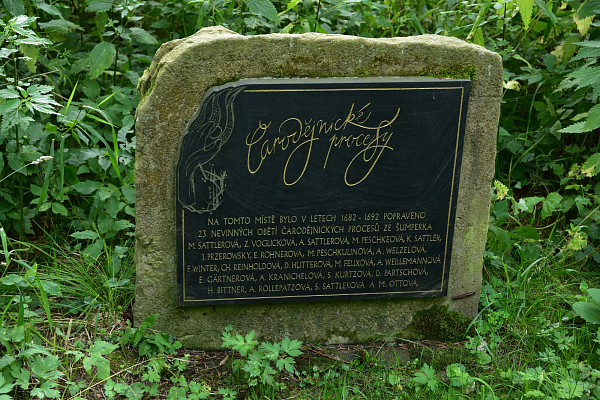 Čarodějnické
procesy
NA TOMTO MÍSTĚ BYLO V LETECH 1682 - 1692 POPRAVENO
23 NEVINNÝCH OBĚTÍ ČARODĚJNICKÝCH PROCESŮ ZE ŠUMPERKA
M. SATTLEROVÁ, Z. VOGLICKOVÁ, A. SATTLEROVÁ, M. PESCHKEOVÁ, K. SATTLER,
J. PRZEROWSKY, E. ROHNEROVÁ, M. PESCHKULINOVÁ, A. WELZELOVÁ,
F. WINTER, CH. REINHOLDOVÁ, D. HUTTEROVÁ, M. FELIXOVÁ, A. WEILEMANNOVÁ
E. GÄRTNEROVÁ, A. KRANICHELOVÁ, S. KURTZOVÁ, D. PARTSCHOVÁ,
H. BITTNER, A. ROLLEPATZOVÁ, S. SATTLEROVÁ A M. OTTOVÁ